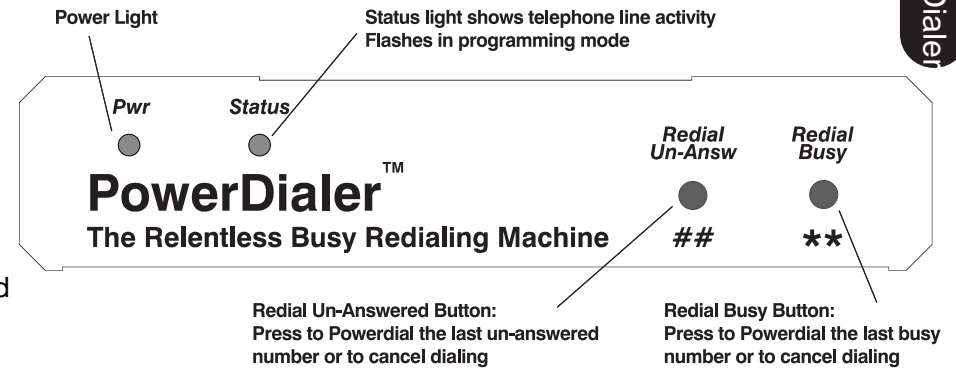 Power Light
Status light shows telephone line activity
Flashes in programming mode
Dialer
Pwr
Status
Redial
Un-Answ
Redial
Busy
PowerDialer™
The Relentless Busy Redialing Machine
##
**
d
Redial Un-Answered Button:
Press to Powerdial the last un-answered
number or to cancel dialing
Redial Busy Button:
Press to Powerdial the last busy
number or to cancel dialing